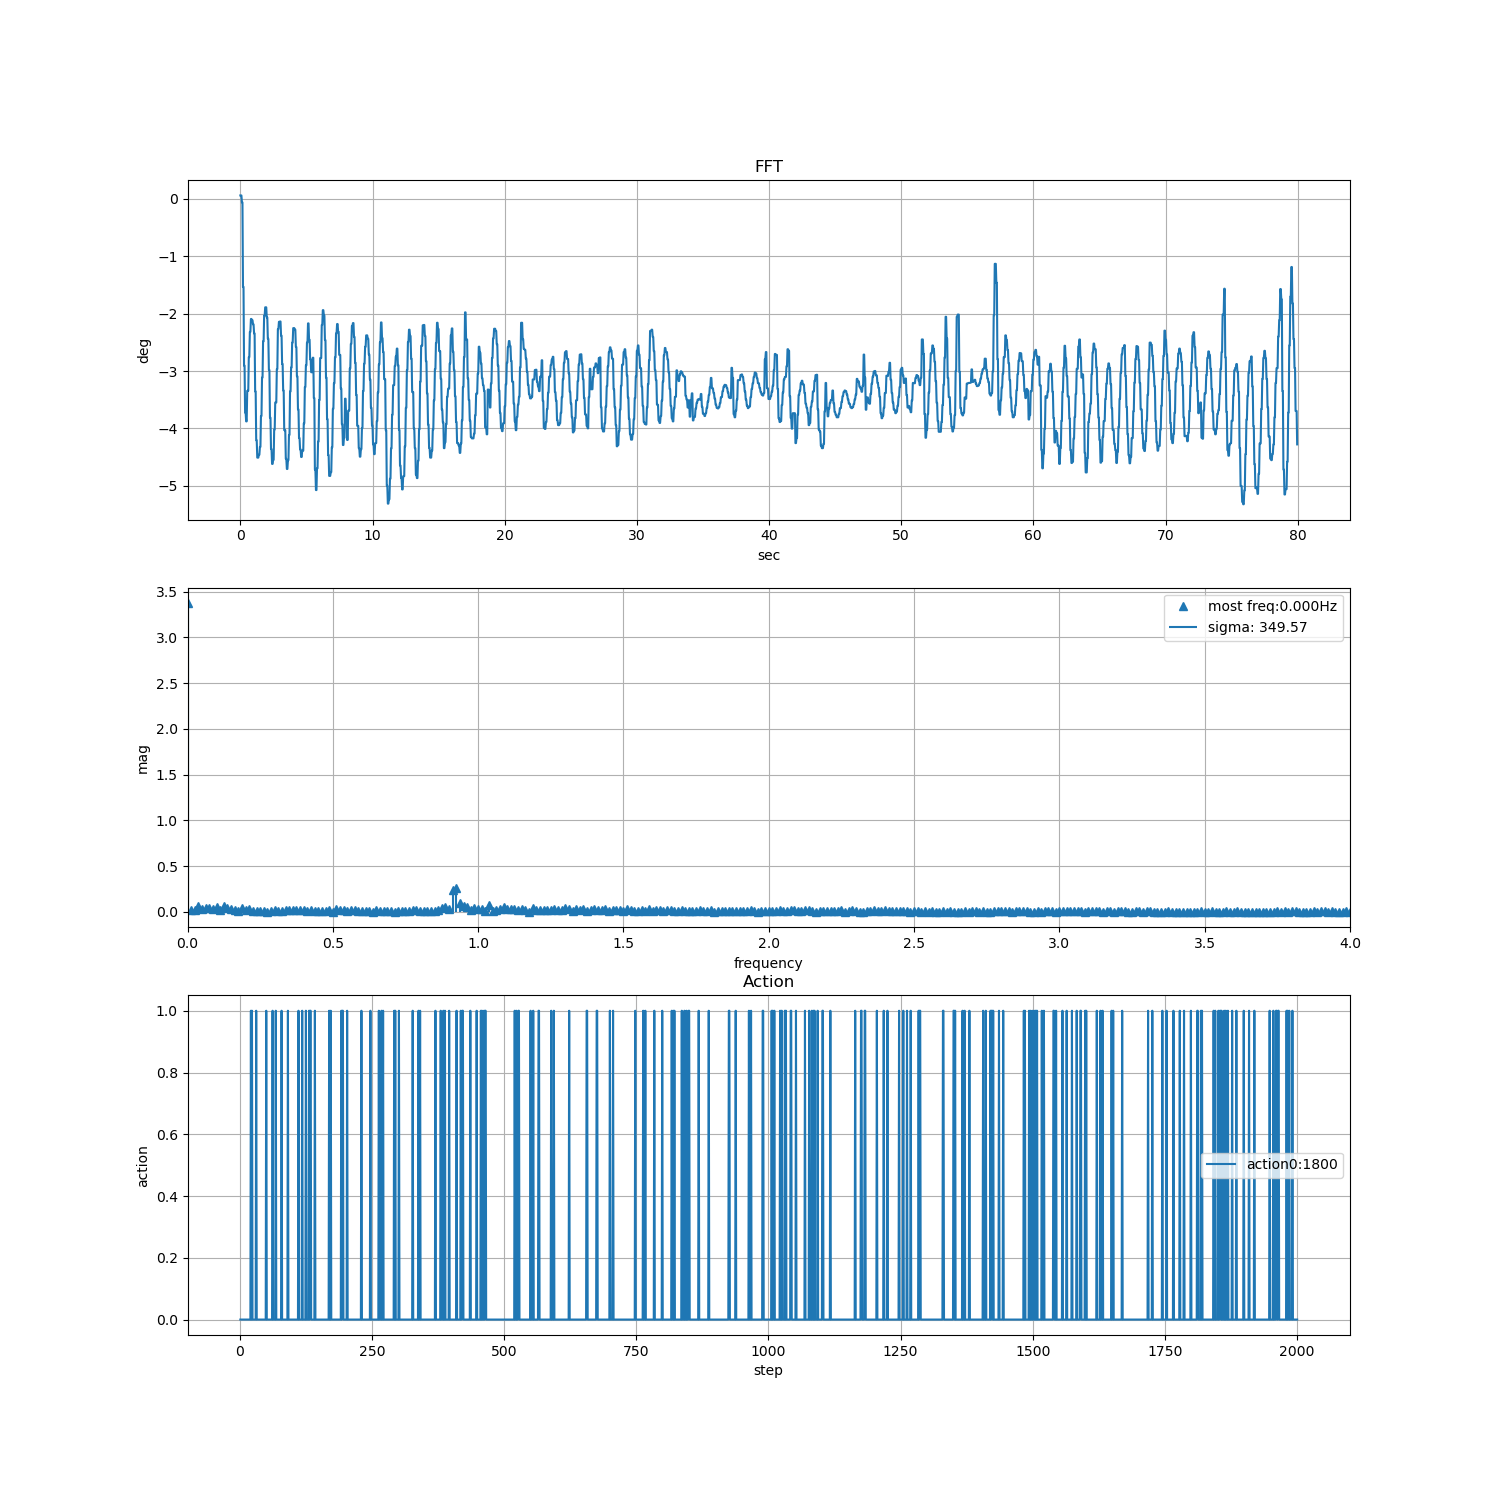 FFT
0
−1
−2
−3
−4
−5
deg
0 10 20 30 40 50 60 70 80
sec
3.5
3.0
2.5
2.0
1.5
1.0
0.5
0.0
mag
most freq:0.000Hz
sigma: 349.57
0.0 0.5 1.0 1.5 2.0 2.5 3.0 3.5 4.0
frequency
Action
1.0
0.8
0.6
0.4
0.2
0.0
action
action0:1800
0 250 500 750 1000 1250 1500 1750 2000
step